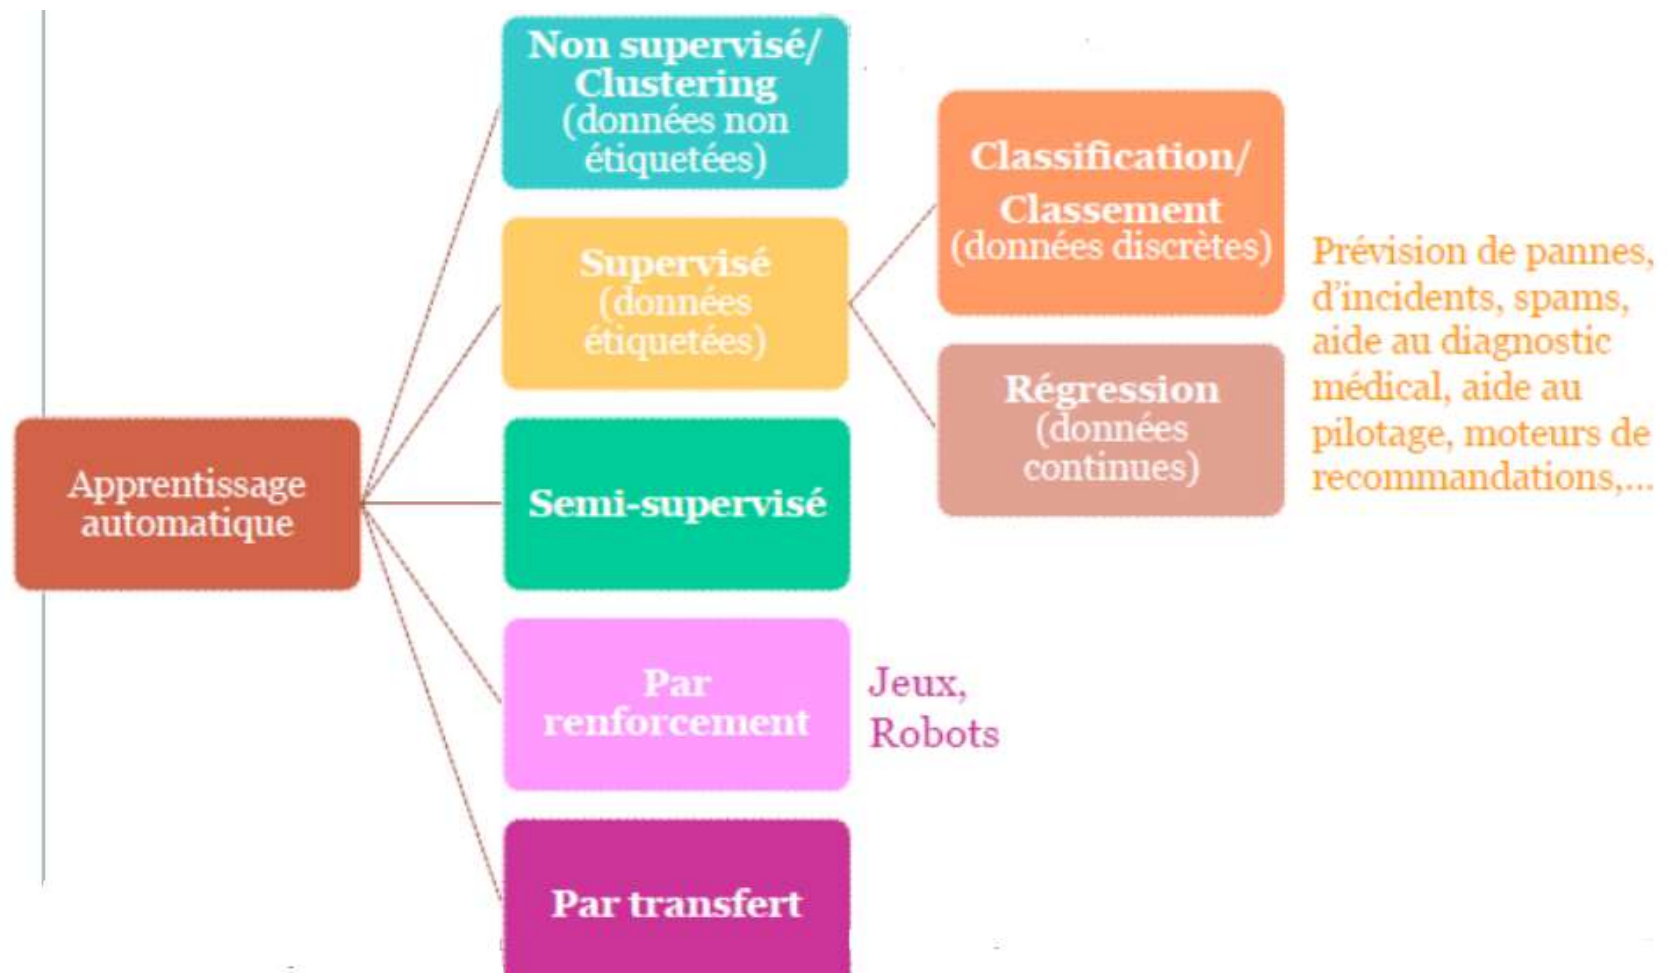 Non supervisé/
Clustering
(données non
étiquetées)
Supervisé
(données
étiquetées)
Classification/
Classement
(données discrètes)
Régression
(données
continues)
Prévision de pannes,
d'incidents, spams,
aide au diagnostic
médical, aide au
pilotage, moteurs de
recommandations,...
Apprentissage
automatique
Semi-supervisé
Par
renforcement
Jeux,
Robots
Par transfert